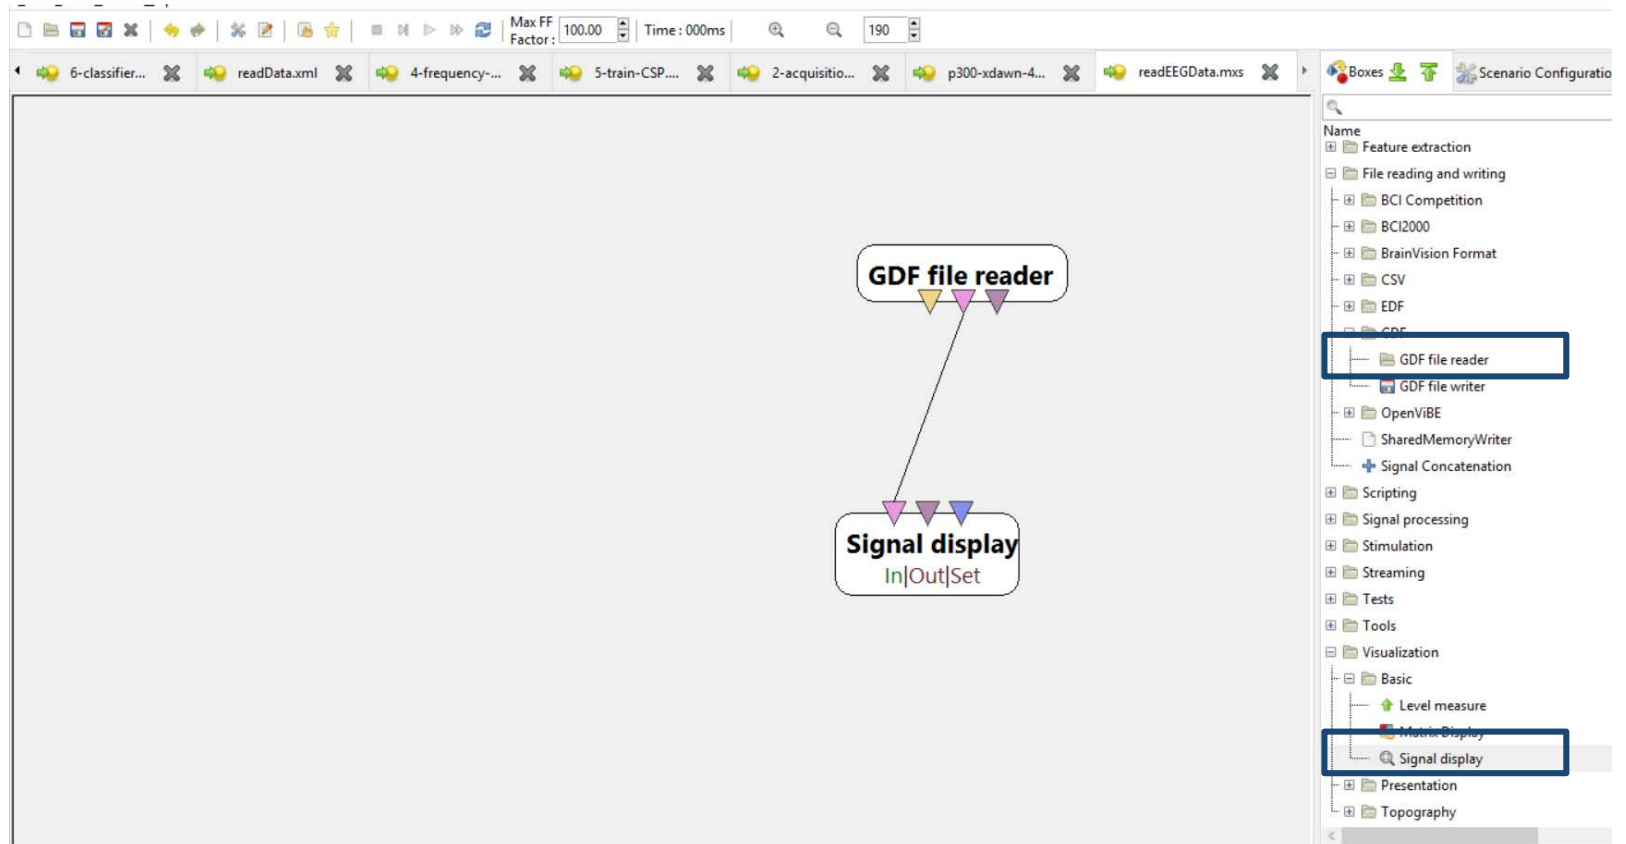 Max FF
Factor: 100.00 Time: 000ms 190
6-classifier... readData.xml 4-frequency-... 5-train-CSP.... 2-acquisitio... p300-xdawn-4... readEEGData.mxs Boxes Scenario Configuratio
Name
Feature extraction
File reading and writing
BCI Competition
BCI2000
BrainVision Format
CSV
EDF
GDF
GDF file reader
GDF file writer
OpenViBE
SharedMemoryWriter
Signal Concatenation
Scripting
Signal processing
Stimulation
Streaming
Tests
Tools
Visualization
Basic
Level measure
Matrix Display
Signal display
Presentation
Topography
GDF file reader
Signal display
In|Out|Set